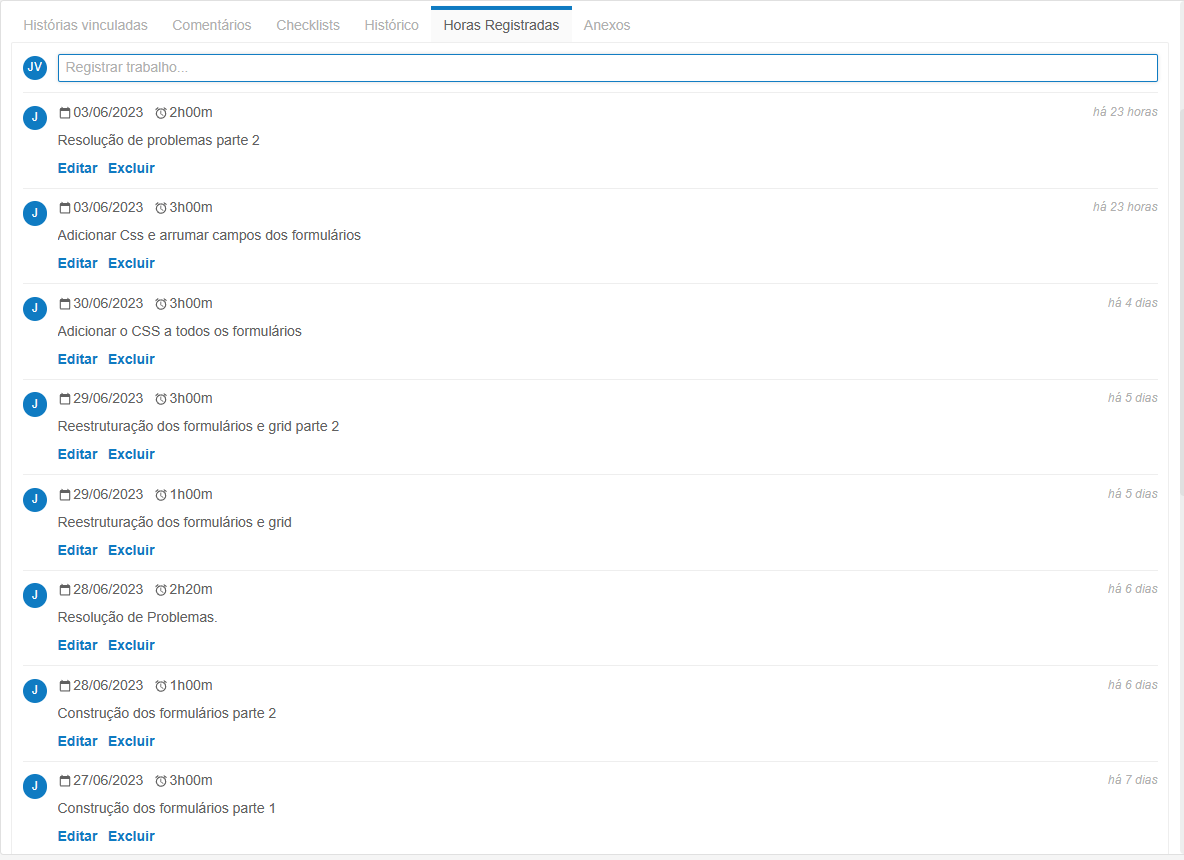 Histórias vinculadas Comentários Checklists Histórico Horas Registradas Anexos
JV Registrar trabalho...
J 03/06/2023 2h00m há 23 horas
Resolução de problemas parte 2
Editar Excluir
J 03/06/2023 3h00m há 23 horas
Adicionar Css e arrumar campos dos formulários
Editar Excluir
J 30/06/2023 3h00m há 4 dias
Adicionar o CSS a todos os formulários
Editar Excluir
J 29/06/2023 3h00m há 5 dias
Reestruturação dos formulários e grid parte 2
Editar Excluir
J 29/06/2023 1h00m há 5 dias
Reestruturação dos formulários e grid
Editar Excluir
J 28/06/2023 2h20m há 6 dias
Resolução de Problemas.
Editar Excluir
J 28/06/2023 1h00m há 6 dias
Construção dos formulários parte 2
Editar Excluir
J 27/06/2023 3h00m há 7 dias
Construção dos formulários parte 1
Editar Excluir